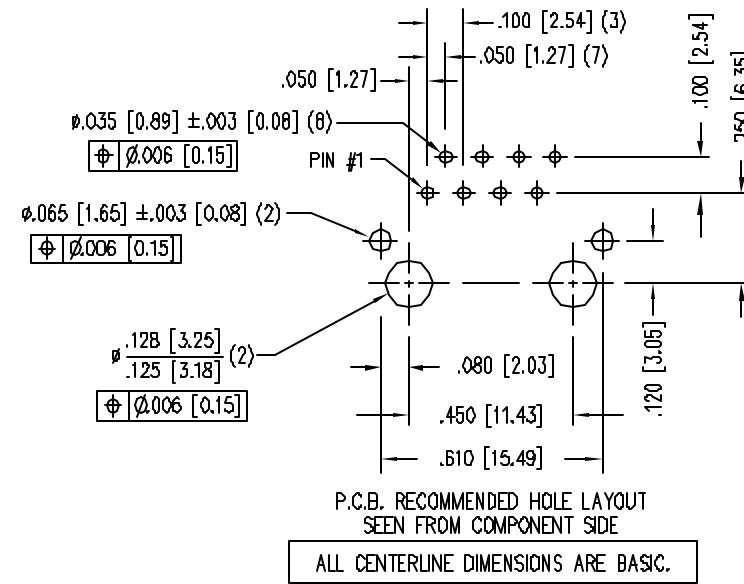 .100 [2.54] (3)
.050 [1.27] (7)
.050 [1.27]
.100 [2.54]
ø.035 [0.89] ±.003 [0.08] (8)
⌖ Ø.006 [0.15]
PIN #1
ø.065 [1.65] ±.003 [0.08] (2)
⌖ Ø.006 [0.15]
ø .128 [3.25] (2)
.125 [3.18]
⌖ Ø.006 [0.15]
.080 [2.03]
.120 [3.05]
.450 [11.43]
.610 [15.49]
P.C.B. RECOMMENDED HOLE LAYOUT
SEEN FROM COMPONENT SIDE
ALL CENTERLINE DIMENSIONS ARE BASIC.